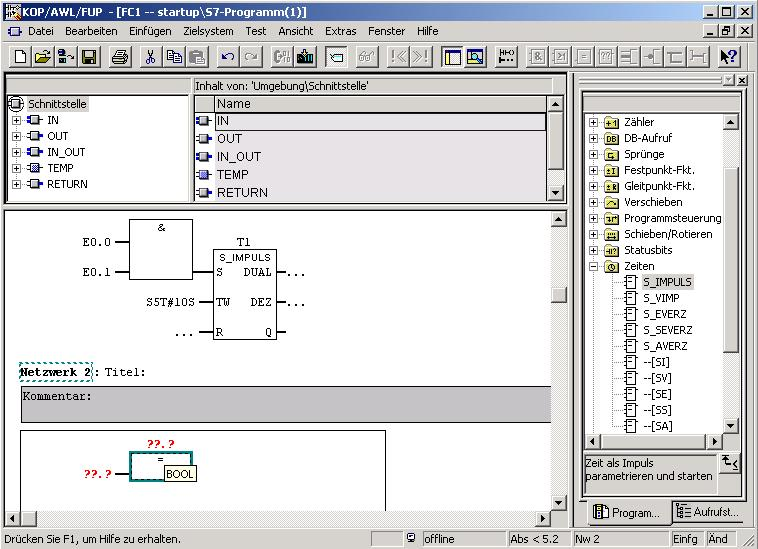 KOP/AWL/FUP - [FC1 -- startup\S7-Programm(1)]
Datei Bearbeiten Einfügen Zielsystem Test Ansicht Extras Fenster Hilfe
Inhalt von: 'Umgebung\Schnittstelle'
Schnittstelle
IN
OUT
IN_OUT
TEMP
RETURN
Name
IN
OUT
IN_OUT
TEMP
RETURN
&
E0.0
E0.1
T1
S_IMPULS
S DUAL ...
S5T#10S TW DEZ ...
... R Q
Netzwerk 2: Titel:
Kommentar:
??.?
=
??.?
BOOL
Zähler
DB-Aufruf
Sprünge
Festpunkt-Fkt.
Gleitpunkt-Fkt.
Verschieben
Programmsteuerung
Schieben/Rotieren
Statusbits
Zeiten
S_IMPULS
S_VIMP
S_EVERZ
S_SEVERZ
S_AVERZ
--[SI]
--[SV]
--[SE]
--[SS]
--[SA]
Zeit als Impuls
parametrieren und starten
Program...
Aufrufst...
Drücken Sie F1, um Hilfe zu erhalten.
offline
Abs < 5.2
Nw 2
Einfg
Änd